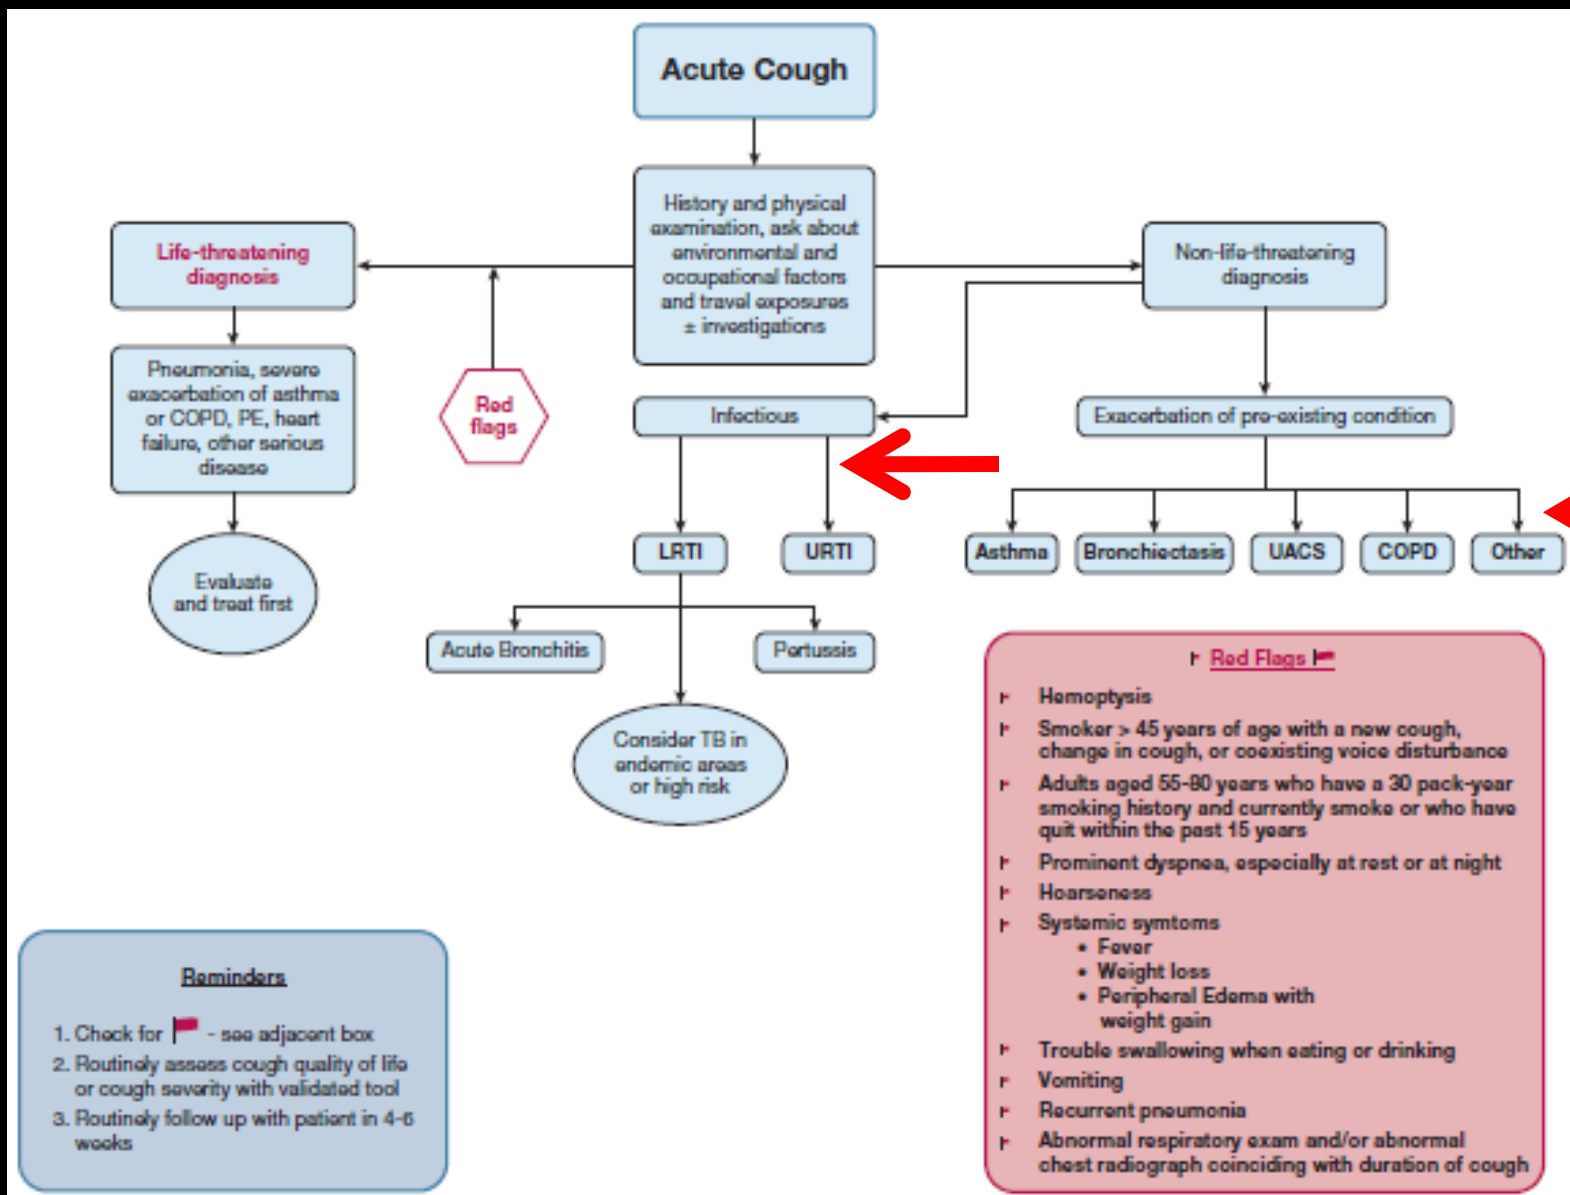 Acute Cough
History and physical
examination, ask about
environmental and
occupational factors
and travel exposures
± investigations
Life-threatening
diagnosis
Non-life-threatening
diagnosis
Pneumonia, severe
exacerbation of asthma
or COPD, PE, heart
failure, other serious
disease
Red
flags
Infectious
Exacerbation of pre-existing condition
Evaluate
and treat first
LRTI
URTI
Asthma
Bronchiectasis
UACS
COPD
Other
Acute Bronchitis
Pertussis
Consider TB in
endemic areas
or high risk
Red Flags
Hemoptysis
Smoker > 45 years of age with a new cough,
change in cough, or coexisting voice disturbance
Adults aged 55-80 years who have a 30 pack-year
smoking history and currently smoke or who have
quit within the past 15 years
Prominent dyspnea, especially at rest or at night
Hoarseness
Systemic symtoms
• Fever
• Weight loss
• Peripheral Edema with
weight gain
Trouble swallowing when eating or drinking
Vomiting
Recurrent pneumonia
Abnormal respiratory exam and/or abnormal
chest radiograph coinciding with duration of cough
Reminders
1. Check for - see adjacent box
2. Routinely assess cough quality of life
or cough severity with validated tool
3. Routinely follow up with patient in 4-6
weeks